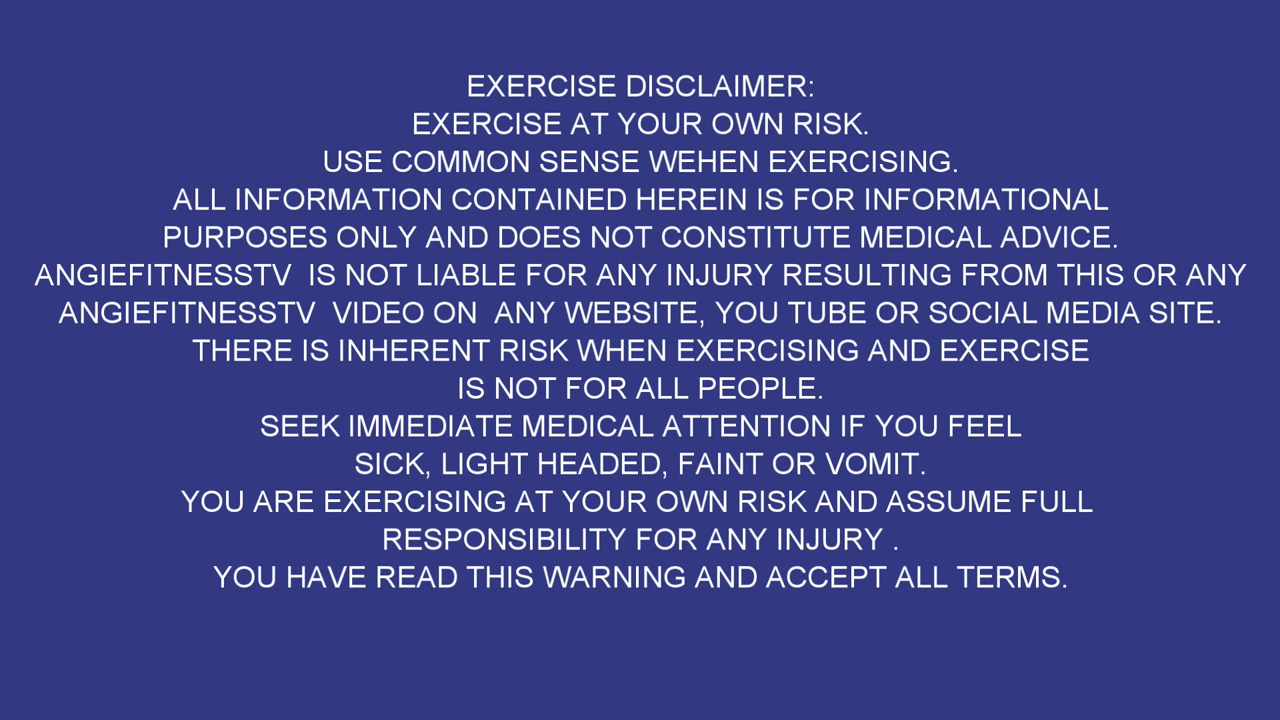 EXERCISE DISCLAIMER:
EXERCISE AT YOUR OWN RISK.
USE COMMON SENSE WEHEN EXERCISING.
ALL INFORMATION CONTAINED HEREIN IS FOR INFORMATIONAL
PURPOSES ONLY AND DOES NOT CONSTITUTE MEDICAL ADVICE.
ANGIEFITNESSTV  IS NOT LIABLE FOR ANY INJURY RESULTING FROM THIS OR ANY
ANGIEFITNESSTV  VIDEO ON  ANY WEBSITE, YOU TUBE OR SOCIAL MEDIA SITE.
THERE IS INHERENT RISK WHEN EXERCISING AND EXERCISE
IS NOT FOR ALL PEOPLE.
SEEK IMMEDIATE MEDICAL ATTENTION IF YOU FEEL
SICK, LIGHT HEADED, FAINT OR VOMIT.
YOU ARE EXERCISING AT YOUR OWN RISK AND ASSUME FULL
RESPONSIBILITY FOR ANY INJURY .
YOU HAVE READ THIS WARNING AND ACCEPT ALL TERMS.